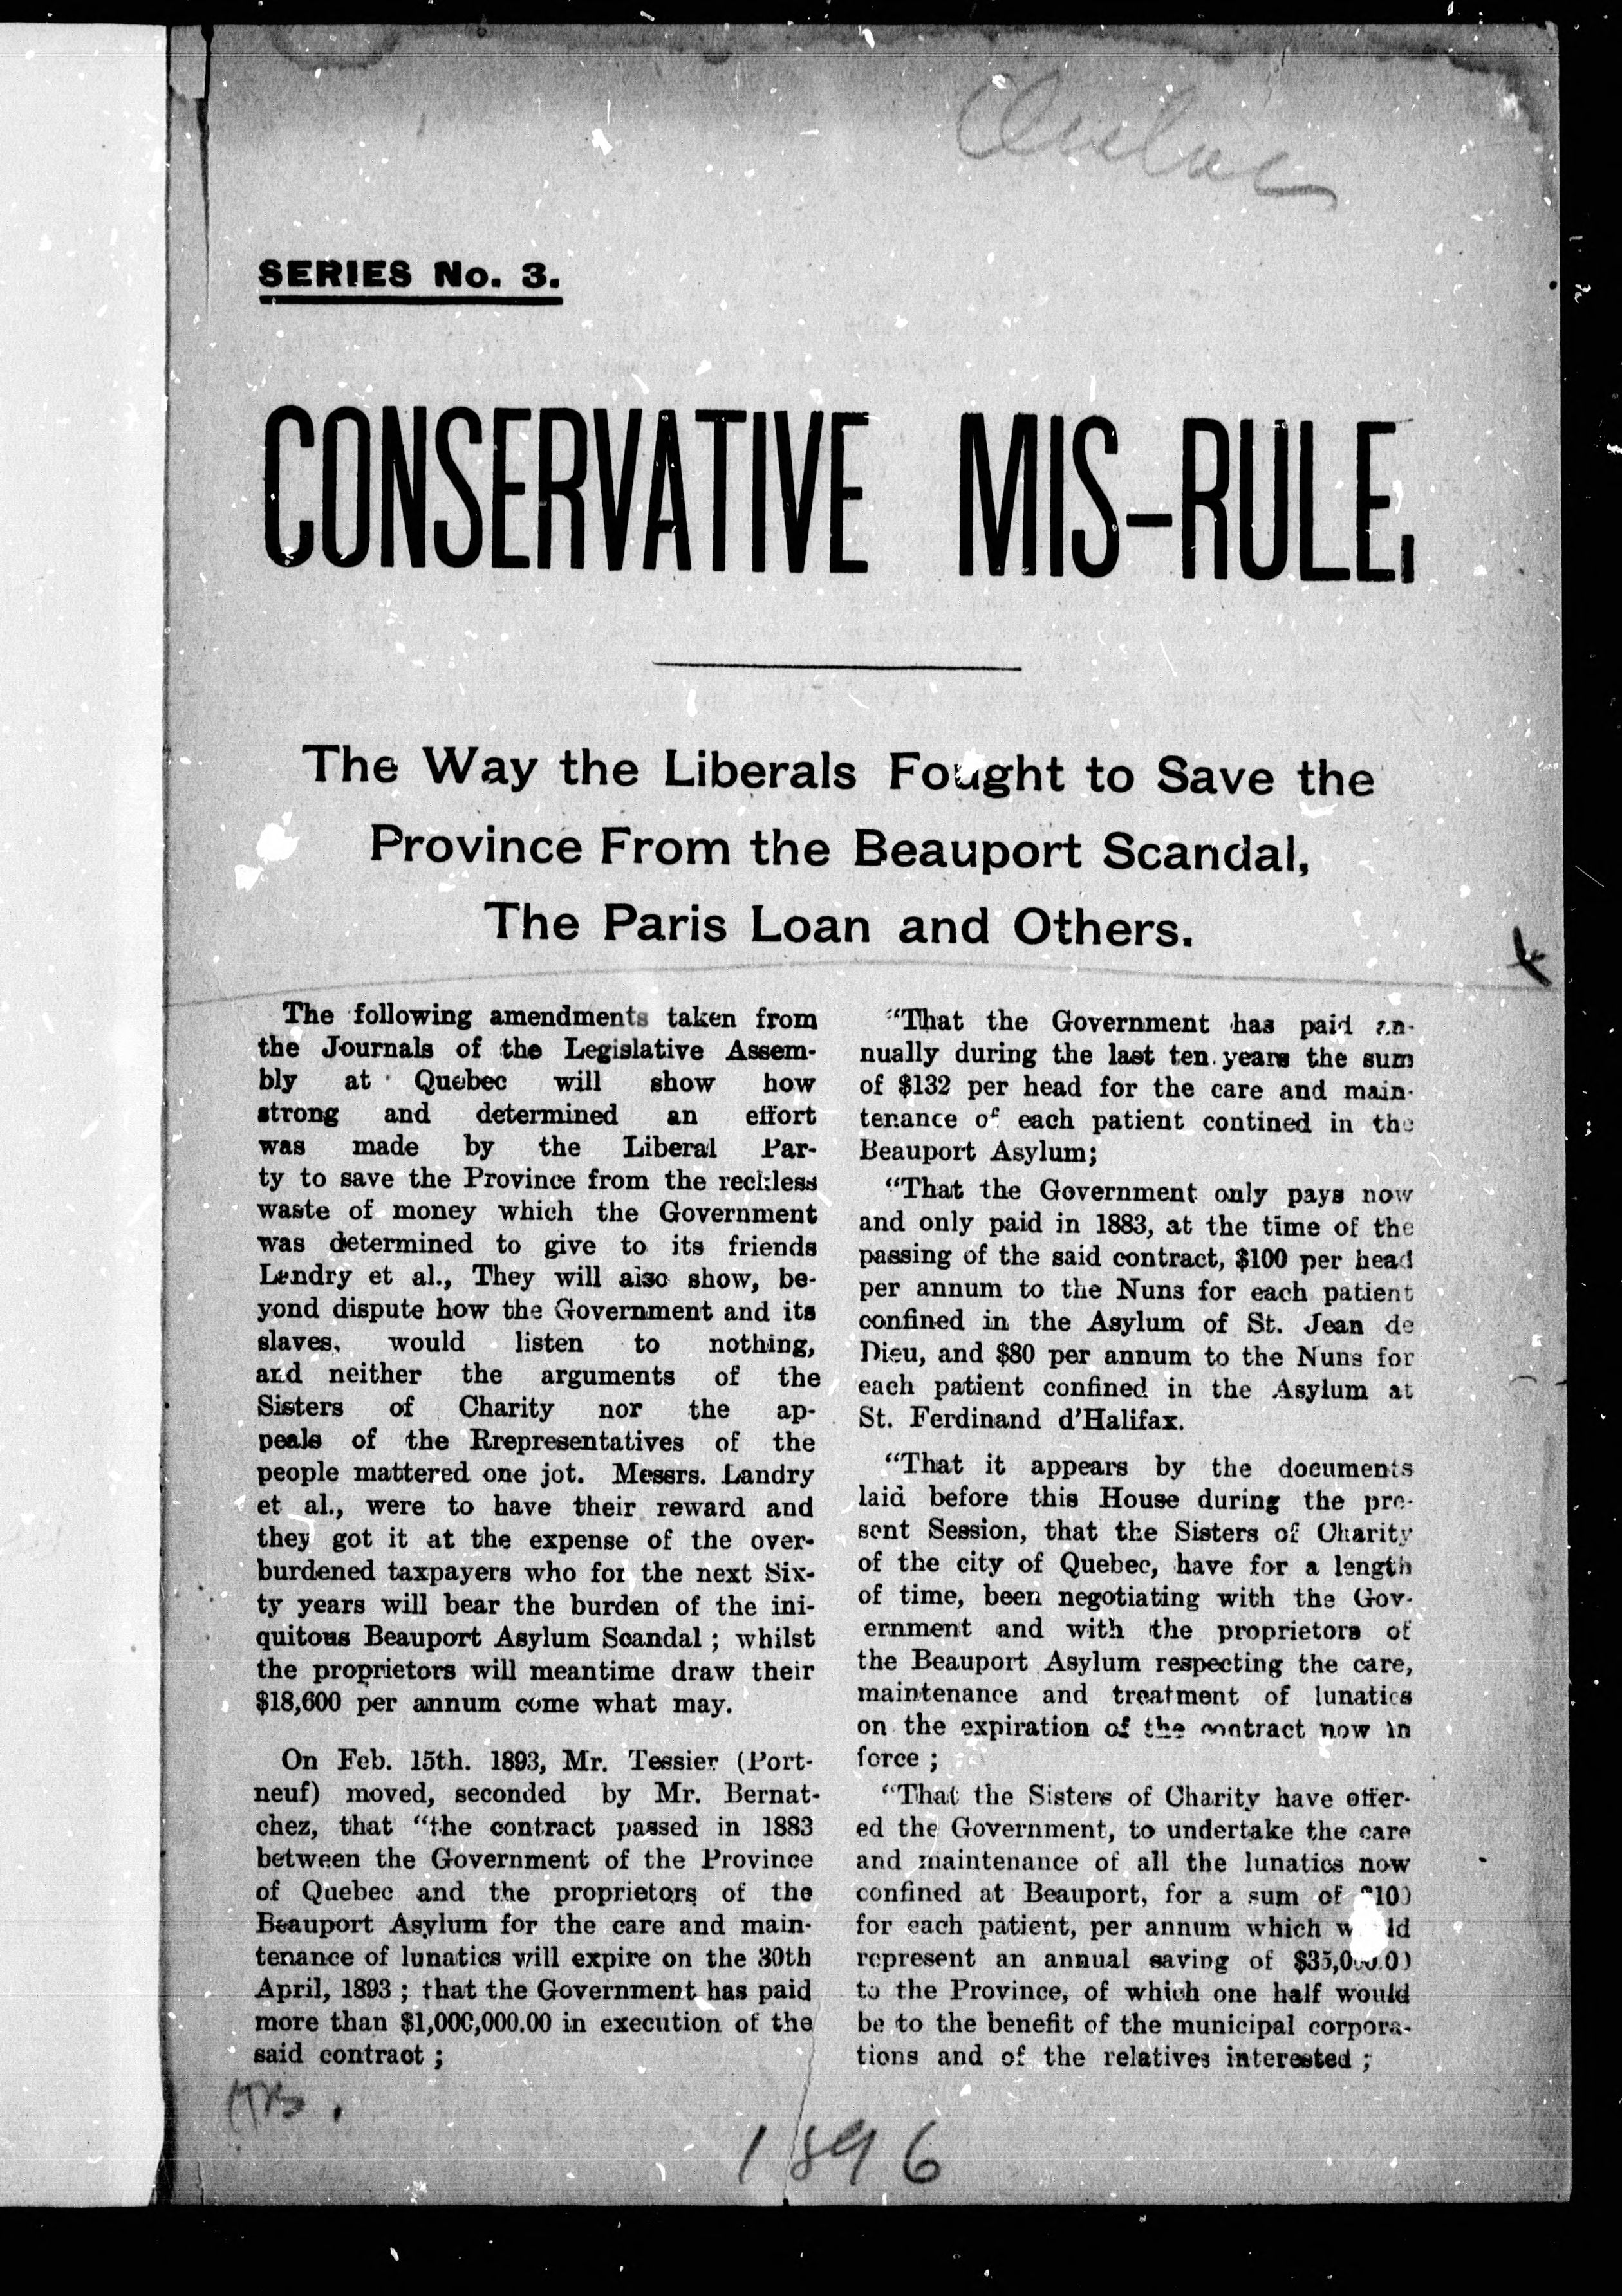 Quebec
SERIES No. 3.
CONSERVATIVE MIS-RULE.
The Way the Liberals Fought to Save the
Province From the Beauport Scandal,
The Paris Loan and Others.
The following amendments taken from
the Journals of the Legislative Assem-
bly at Quebec will show how
strong and determined an effort
was made by the Liberal Par-
ty to save the Province from the reckless
waste of money which the Government
was determined to give to its friends
Landry et al., They will also show, be-
yond dispute how the Government and its
slaves, would listen to nothing,
and neither the arguments of the
Sisters of Charity nor the ap-
peals of the Rrepresentatives of the
people mattered one jot. Messrs. Landry
et al., were to have their reward and
they got it at the expense of the over-
burdened taxpayers who for the next Six-
ty years will bear the burden of the ini-
quitous Beauport Asylum Scandal ; whilst
the proprietors will meantime draw their
$18,600 per annum come what may.
On Feb. 15th. 1893, Mr. Tessier (Port-
neuf) moved, seconded by Mr. Bernat-
chez, that "the contract passed in 1883
between the Government of the Province
of Quebec and the proprietors of the
Beauport Asylum for the care and main-
tenance of lunatics will expire on the 30th
April, 1893 ; that the Government has paid
more than $1,000,000.00 in execution of the
said contract ;
"That the Government has paid an-
nually during the last ten years the sum
of $132 per head for the care and main-
tenance of each patient contined in the
Beauport Asylum;
"That the Government only pays now
and only paid in 1883, at the time of the
passing of the said contract, $100 per head
per annum to the Nuns for each patient
confined in the Asylum of St. Jean de
Dieu, and $80 per annum to the Nuns for
each patient confined in the Asylum at
St. Ferdinand d'Halifax.
"That it appears by the documents
laid before this House during the pre-
sent Session, that the Sisters of Charity
of the city of Quebec, have for a length
of time, been negotiating with the Gov-
ernment and with the proprietors of
the Beauport Asylum respecting the care,
maintenance and treatment of lunatics
on the expiration of the contract now in
force ;
"That the Sisters of Charity have offer-
ed the Government, to undertake the care
and maintenance of all the lunatics now
confined at Beauport, for a sum of $100
for each patient, per annum which would
represent an annual saving of $35,000.00
to the Province, of which one half would
be to the benefit of the municipal corpora-
tions and of the relatives interested ;
1896